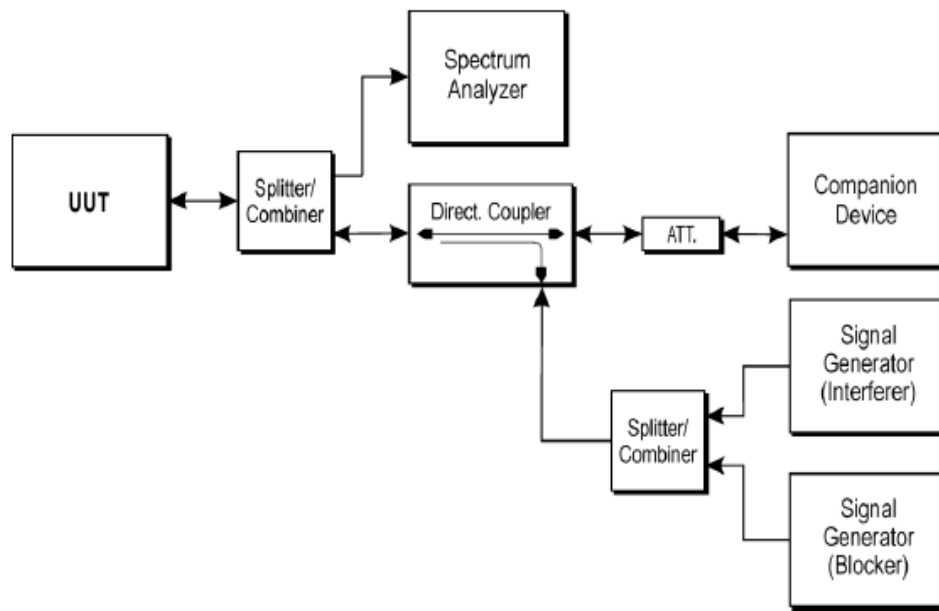 Spectrum
Analyzer
UUT
Splitter/
Combiner
Direct. Coupler
ATT.
Companion
Device
Signal
Generator
(Interferer)
Splitter/
Combiner
Signal
Generator
(Blocker)